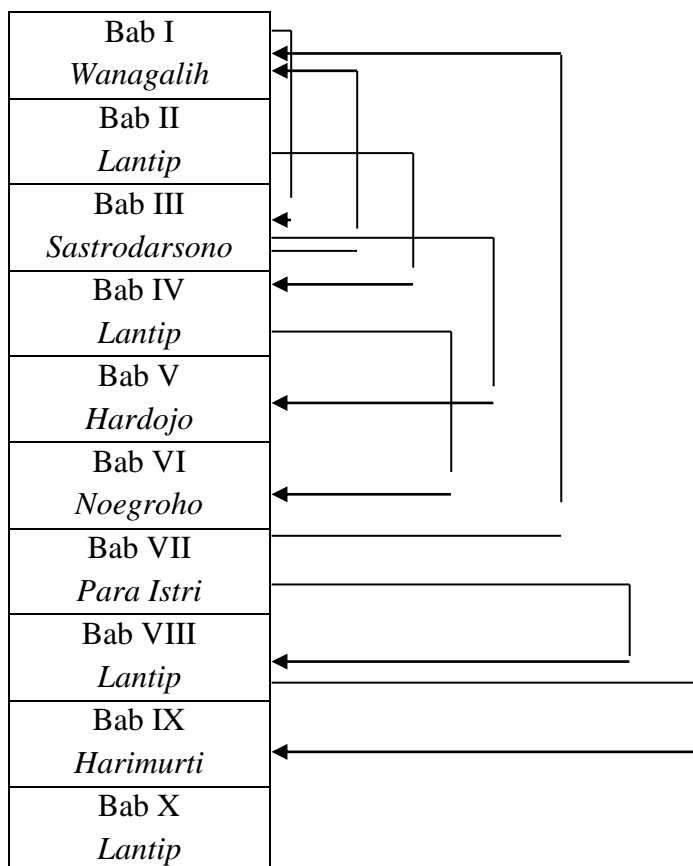 Bab I
Wanagalih
Bab II
Lantip
Bab III
Sastrodarsono
Bab IV
Lantip
Bab V
Hardojo
Bab VI
Noegroho
Bab VII
Para Istri
Bab VIII
Lantip
Bab IX
Harimurti
Bab X
Lantip